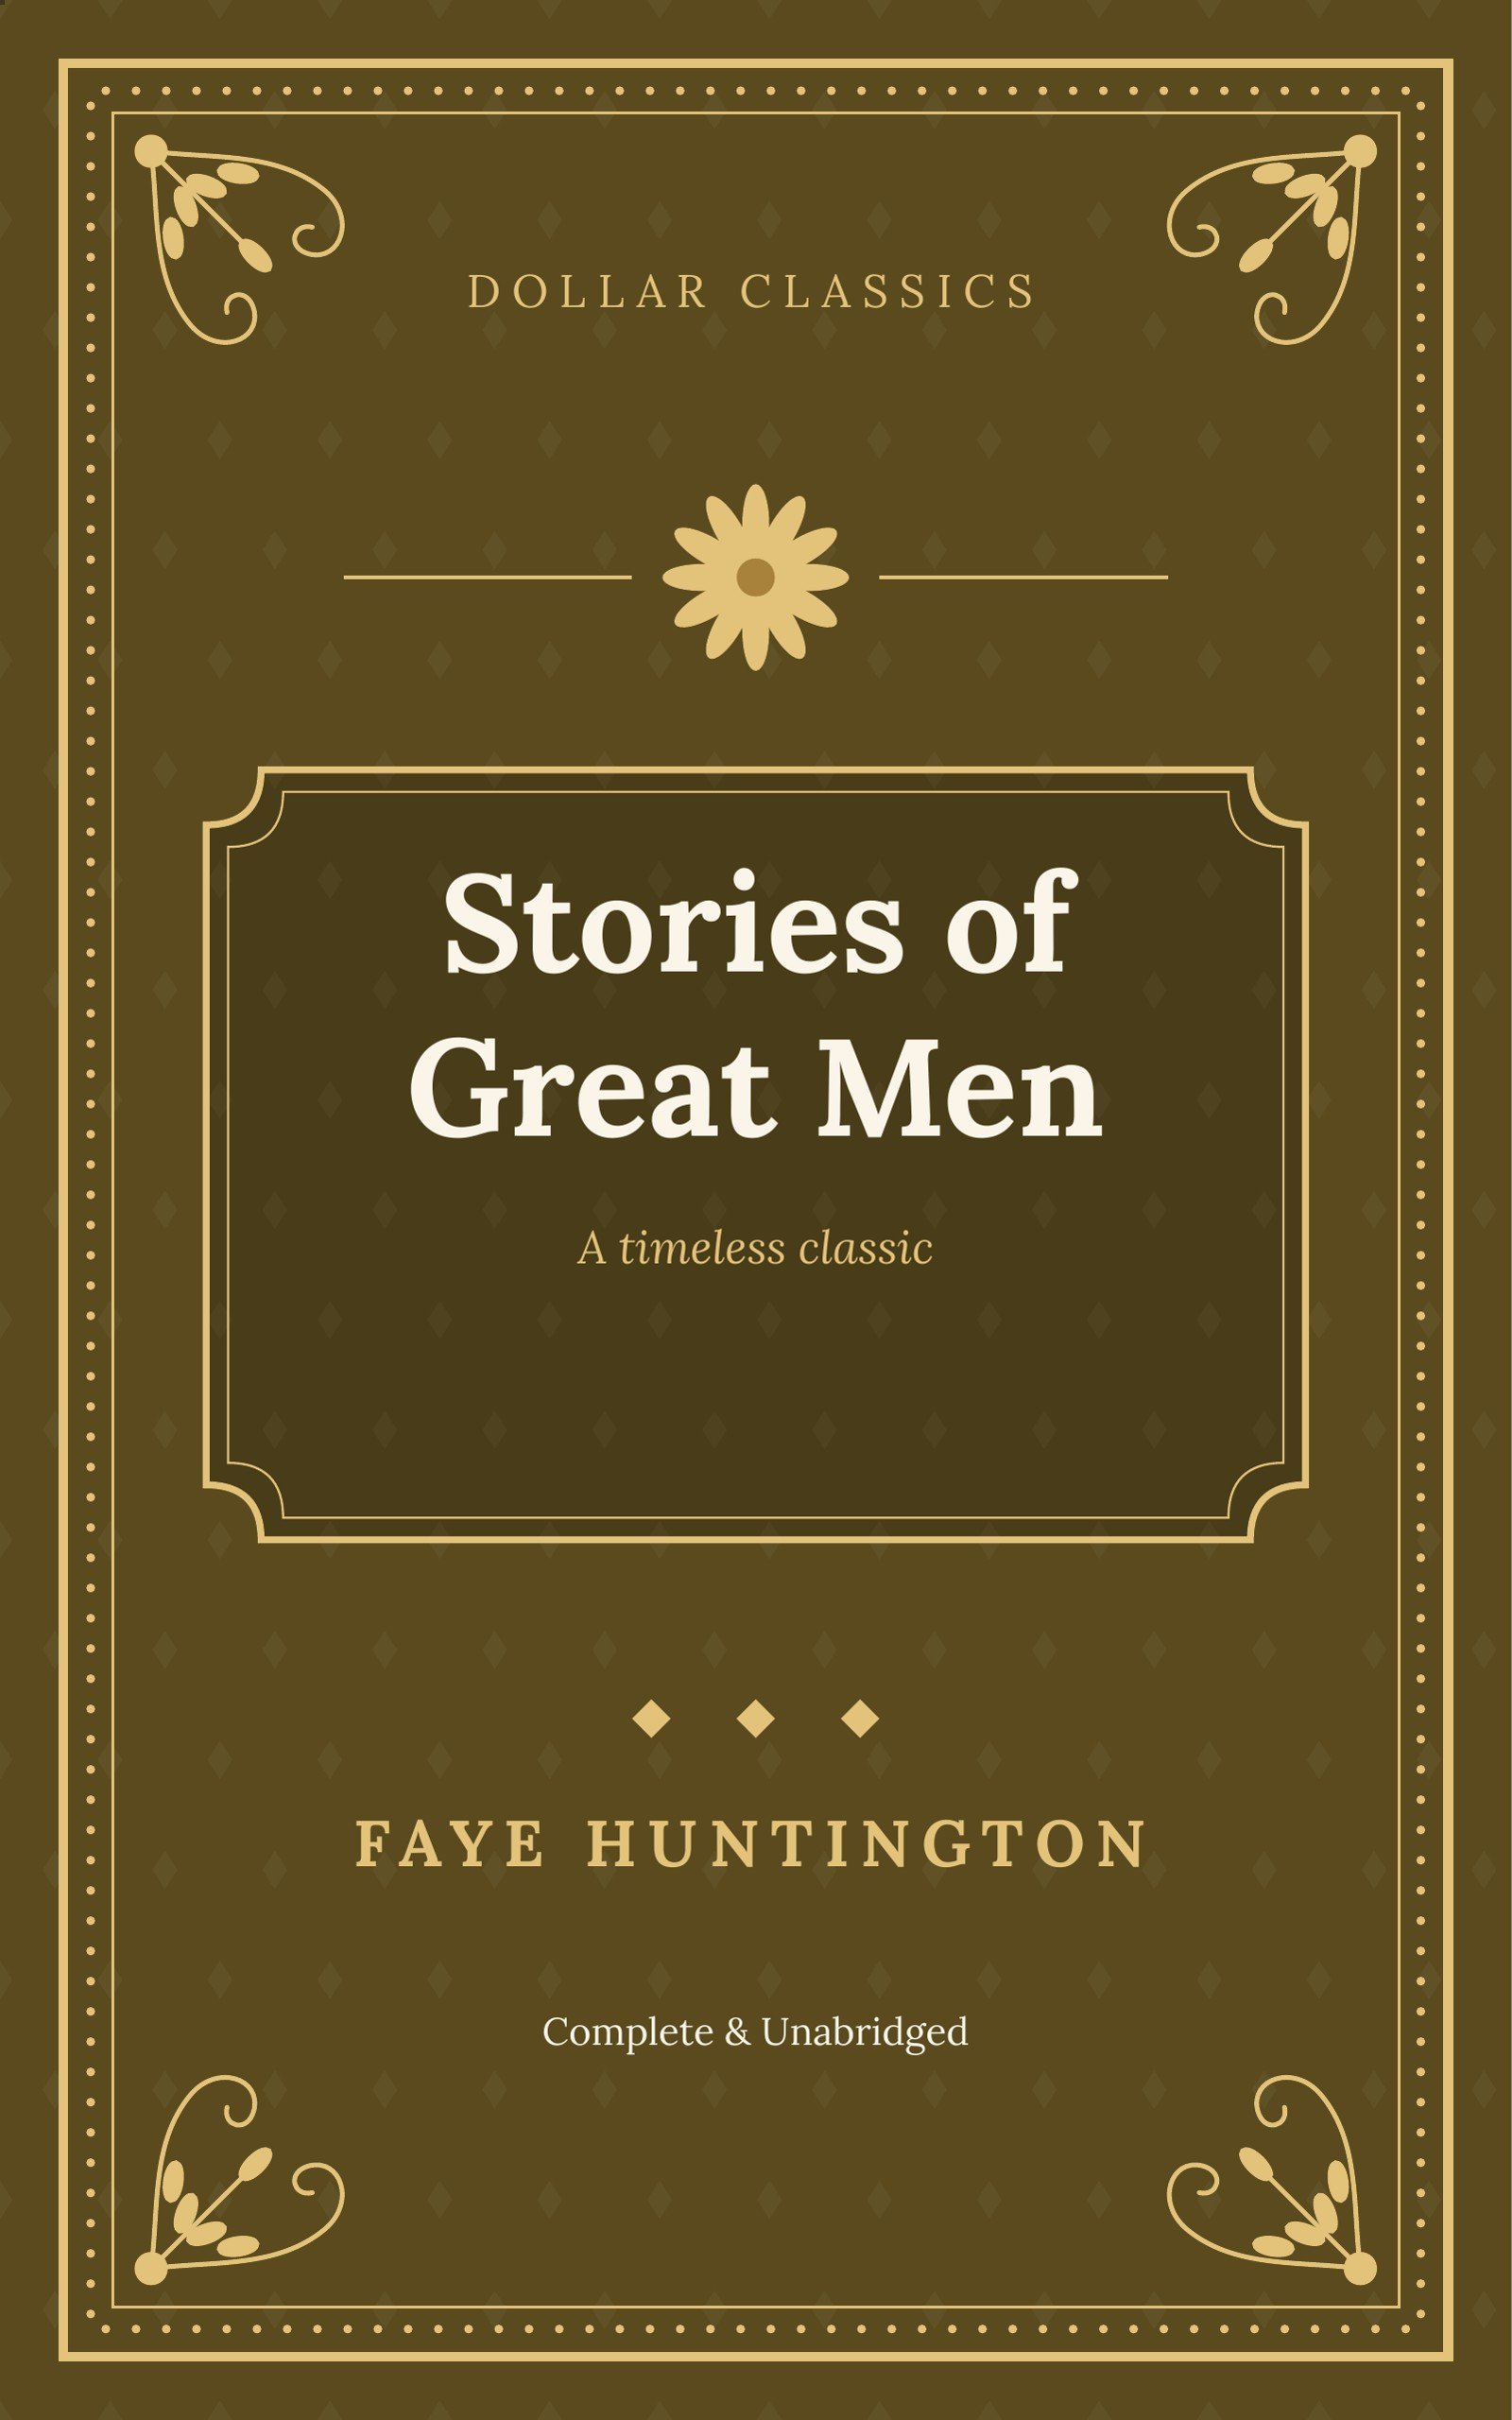 DOLLAR CLASSICS
Stories of
Great Men
A timeless classic
FAYE HUNTINGTON
Complete & Unabridged